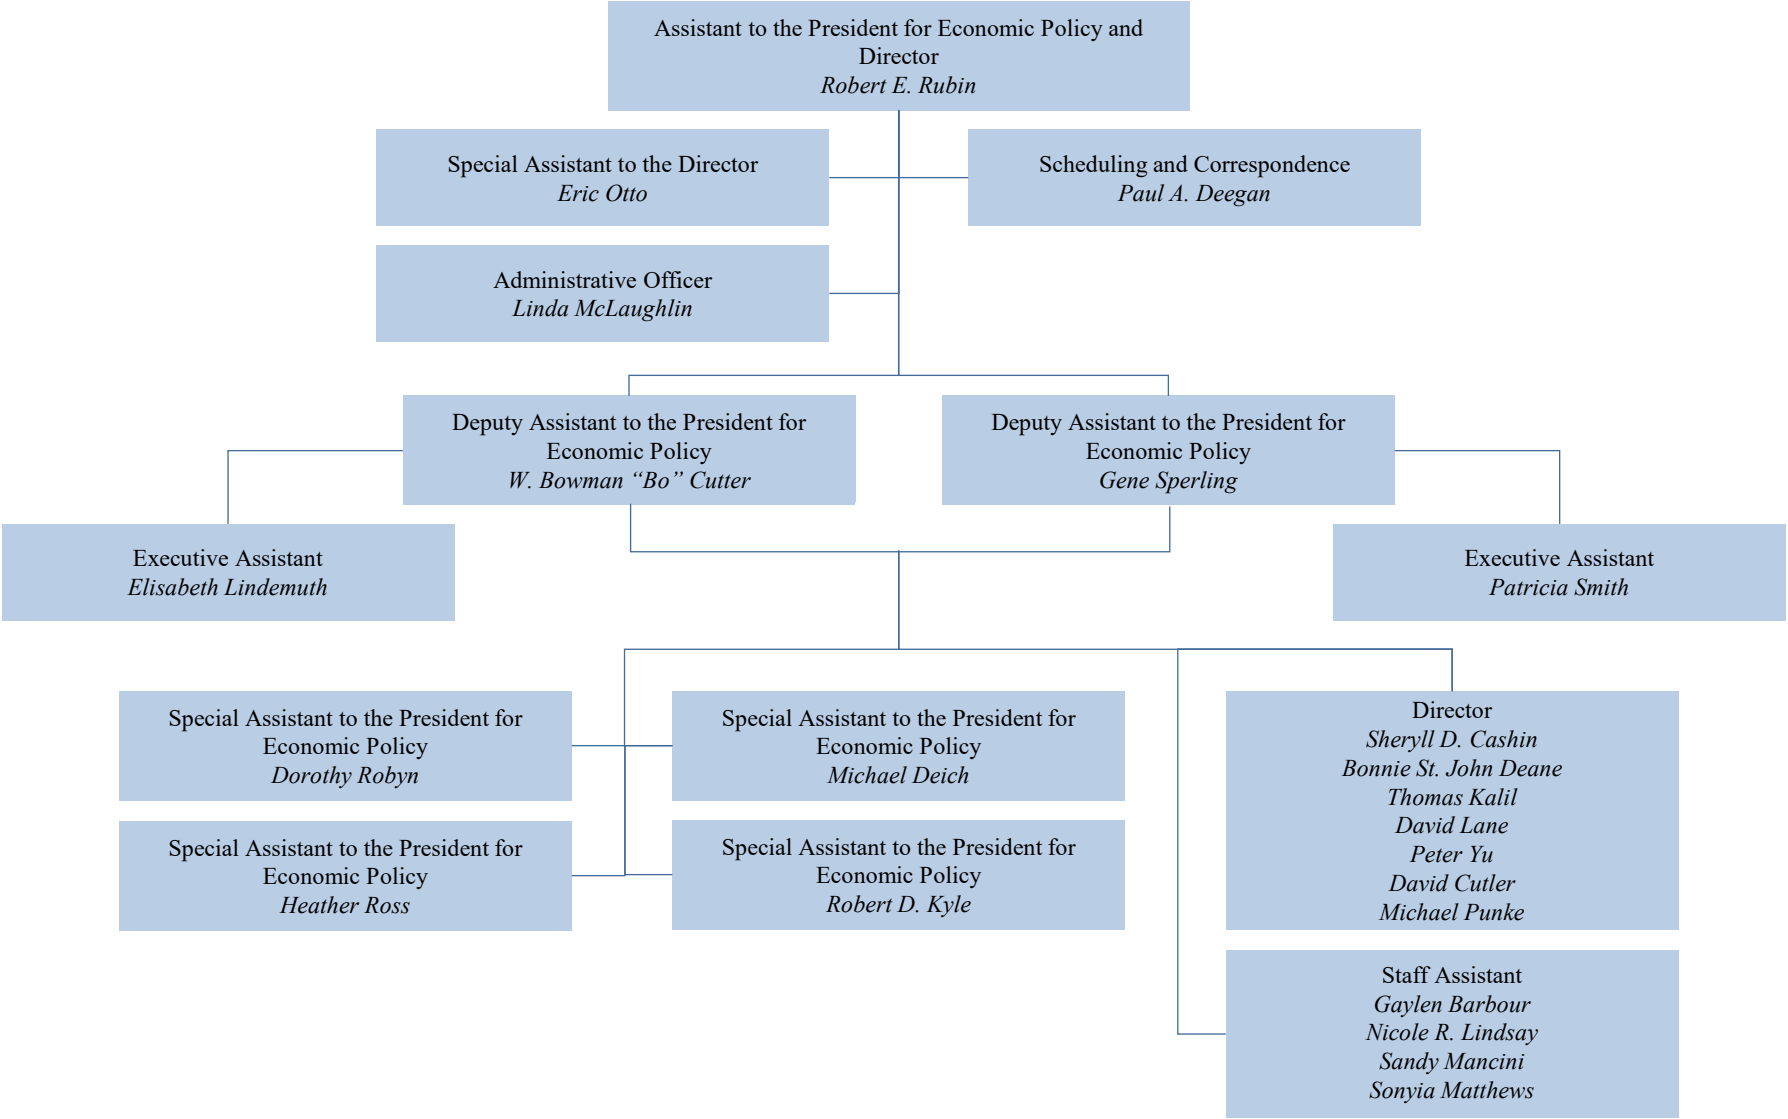 Assistant to the President for Economic Policy and
Director
Robert E. Rubin
Special Assistant to the Director
Eric Otto
Scheduling and Correspondence
Paul A. Deegan
Administrative Officer
Linda McLaughlin
Deputy Assistant to the President for
Economic Policy
W. Bowman “Bo” Cutter
Deputy Assistant to the President for
Economic Policy
Gene Sperling
Executive Assistant
Elisabeth Lindemuth
Executive Assistant
Patricia Smith
Special Assistant to the President for
Economic Policy
Dorothy Robyn
Special Assistant to the President for
Economic Policy
Michael Deich
Special Assistant to the President for
Economic Policy
Heather Ross
Special Assistant to the President for
Economic Policy
Robert D. Kyle
Director
Sheryll D. Cashin
Bonnie St. John Deane
Thomas Kalil
David Lane
Peter Yu
David Cutler
Michael Punke
Staff Assistant
Gaylen Barbour
Nicole R. Lindsay
Sandy Mancini
Sonyia Matthews